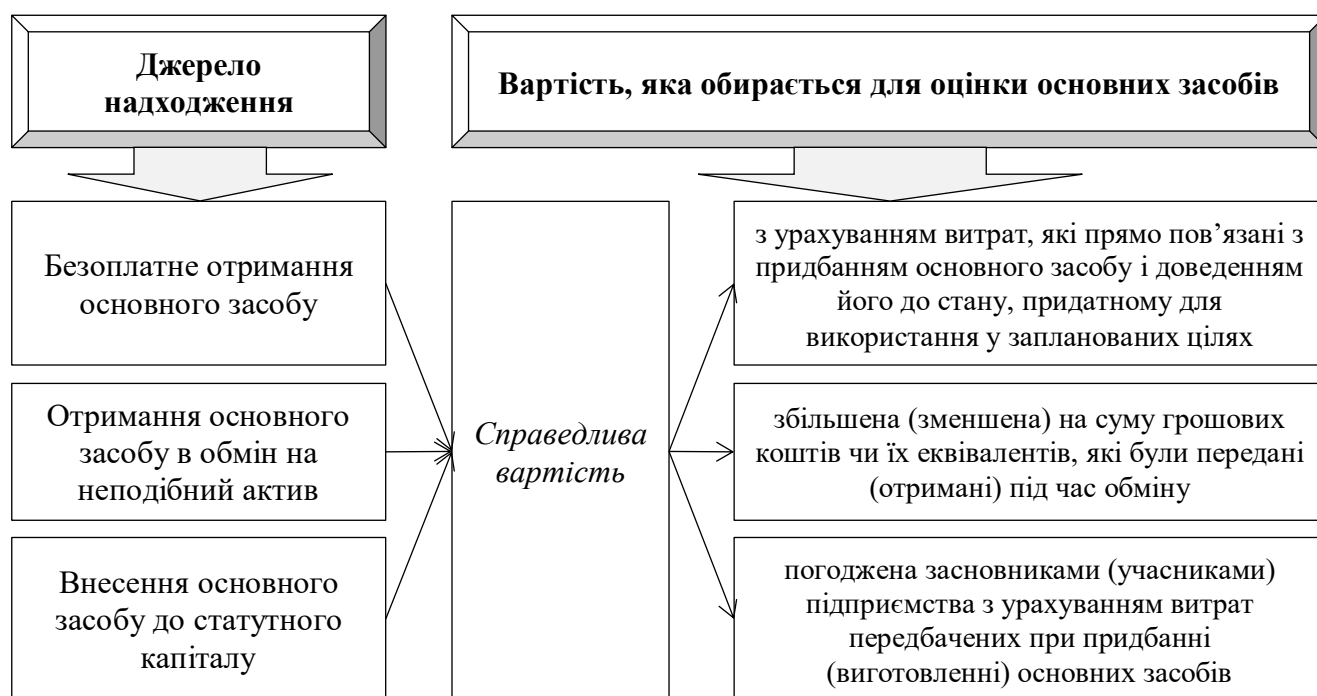 Джерело
надходження
Вартість, яка обирається для оцінки основних засобів
Безоплатне отримання
основного засобу
Отримання основного
засобу в обмін на
неподібний актив
Внесення основного
засобу до статутного
капіталу
Справедлива
вартість
з урахуванням витрат, які прямо пов’язані з
придбанням основного засобу і доведенням
його до стану, придатному для
використання у запланованих цілях
збільшена (зменшена) на суму грошових
коштів чи їх еквівалентів, які були передані
(отримані) під час обміну
погоджена засновниками (учасниками)
підприємства з урахуванням витрат
передбачених при придбанні
(виготовленні) основних засобів